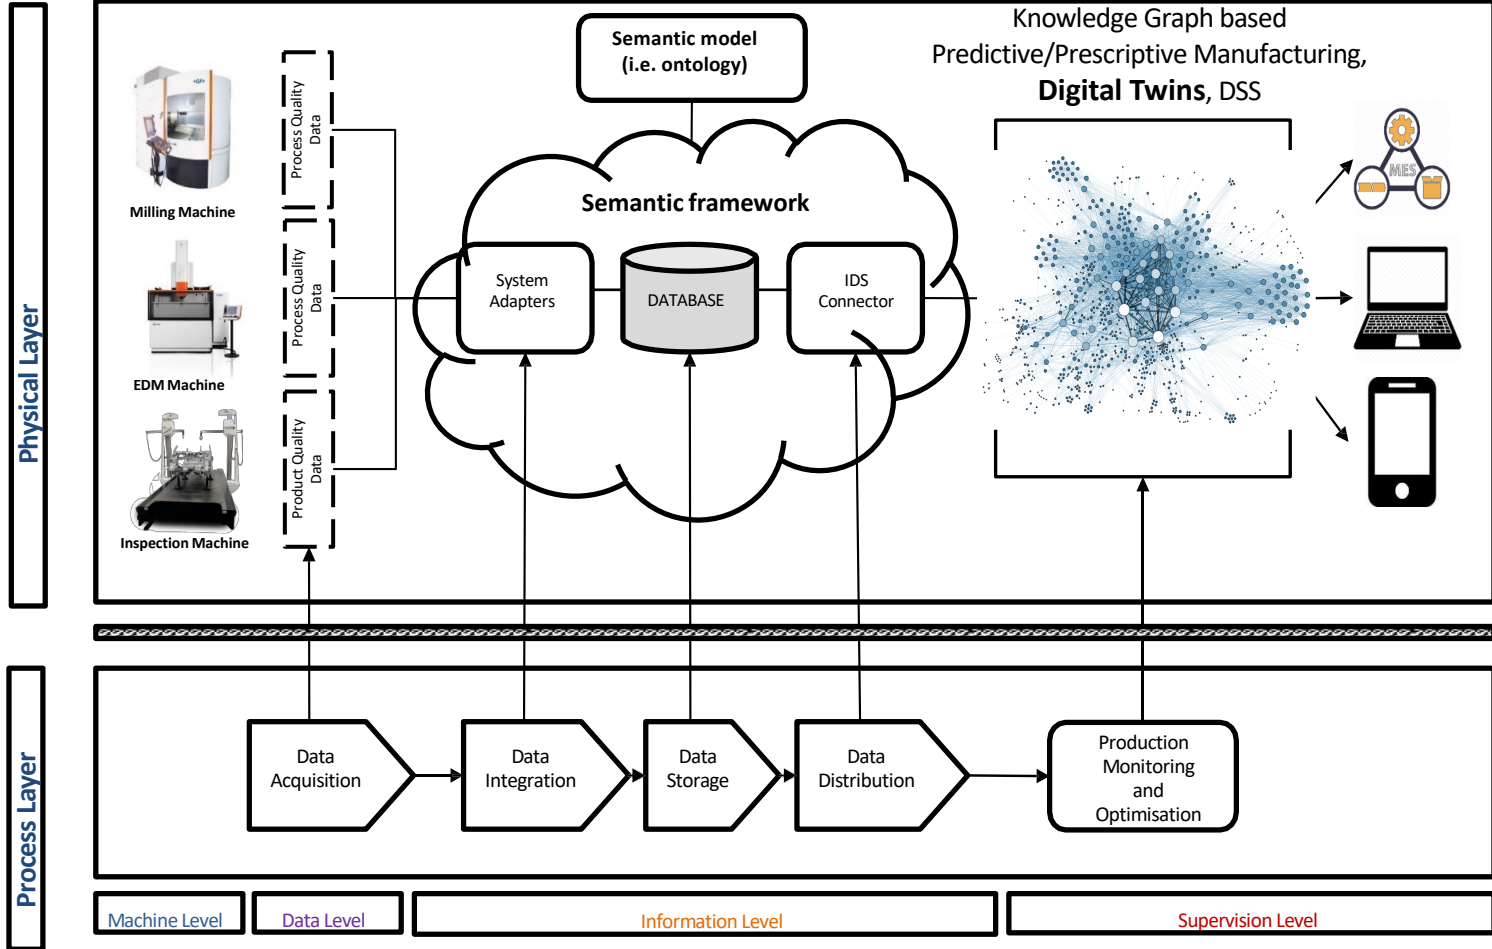 Physical Layer
Process Layer
Milling Machine
EDM Machine
Inspection Machine
Process Quality
Data
Process Quality
Data
Product Quality
Data
Semantic model
(i.e. ontology)
Semantic framework
System
Adapters
DATABASE
IDS
Connector
Knowledge Graph based
Predictive/Prescriptive Manufacturing,
Digital Twins, DSS
MES
Data
Acquisition
Data
Integration
Data
Storage
Data
Distribution
Production
Monitoring
and
Optimisation
Machine Level
Data Level
Information Level
Supervision Level